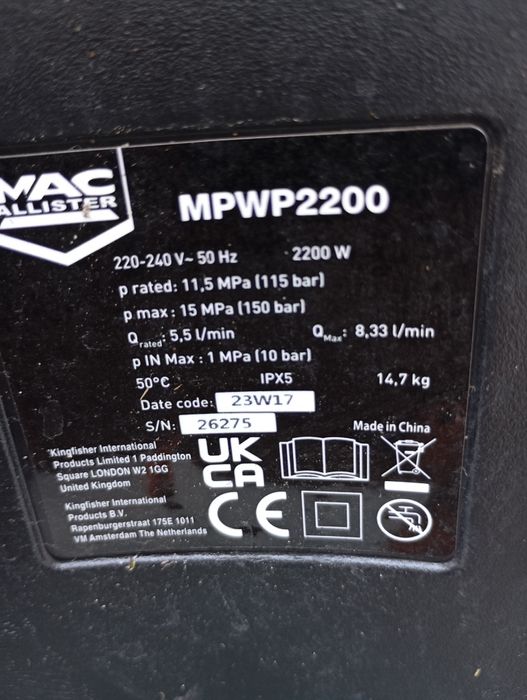 MAC
ALLISTER
MPWP2200
220-240 V~ 50 Hz 2200 W
p rated: 11,5 MPa (115 bar)
p max : 15 MPa (150 bar)
Qrated: 5,5 l/min QMax: 8,33 l/min
p IN Max : 1 MPa (10 bar)
50°C IPX5 14,7 kg
Date code: 23W17
S/N: 26275
Made in China
Kingfisher International
Products Limited 1 Paddington
Square LONDON W2 1GG
United Kingdom
UK
CA
Kingfisher International
Products B.V.
Rapenburgerstraat 175E 1011
VM Amsterdam The Netherlands
CE